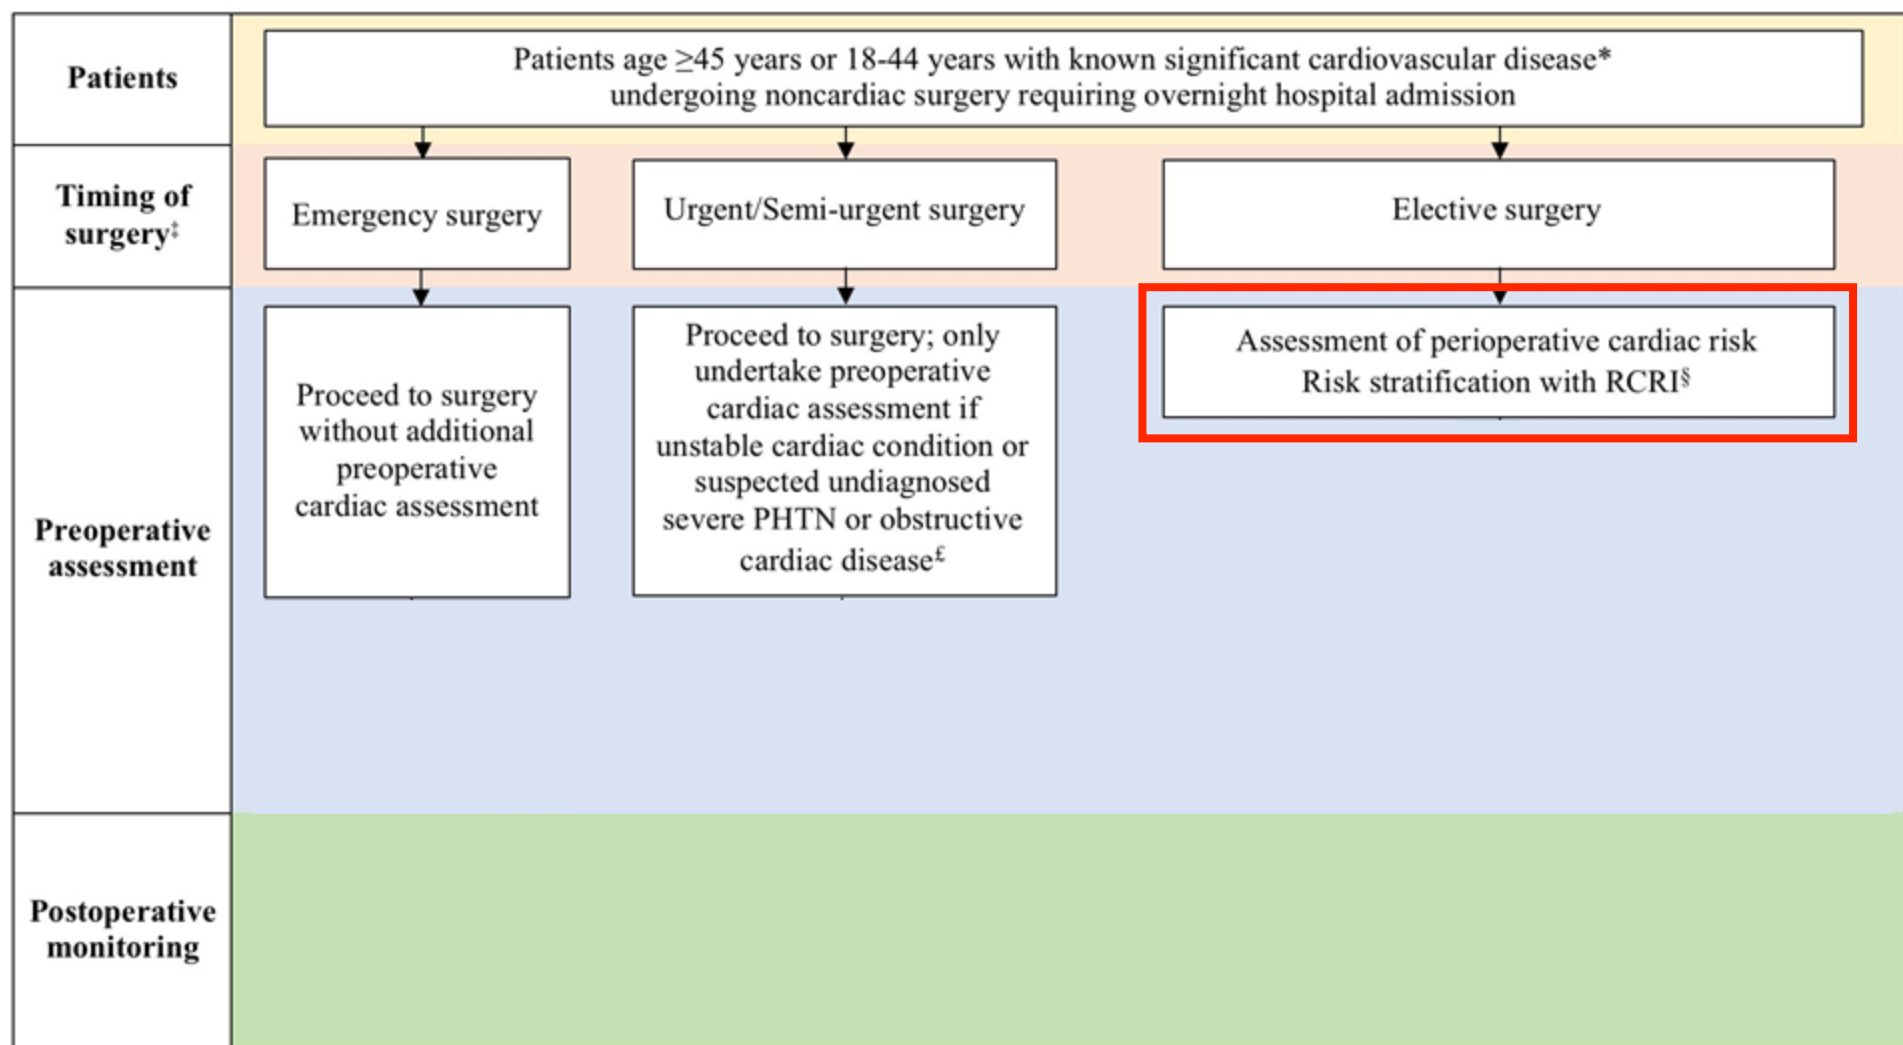 Patients
Patients age ≥45 years or 18-44 years with known significant cardiovascular disease*
undergoing noncardiac surgery requiring overnight hospital admission
Timing of
surgery‡
Emergency surgery
Urgent/Semi-urgent surgery
Elective surgery
Preoperative
assessment
Proceed to surgery
without additional
preoperative
cardiac assessment
Proceed to surgery; only
undertake preoperative
cardiac assessment if
unstable cardiac condition or
suspected undiagnosed
severe PHTN or obstructive
cardiac disease£
Assessment of perioperative cardiac risk
Risk stratification with RCRI§
Postoperative
monitoring